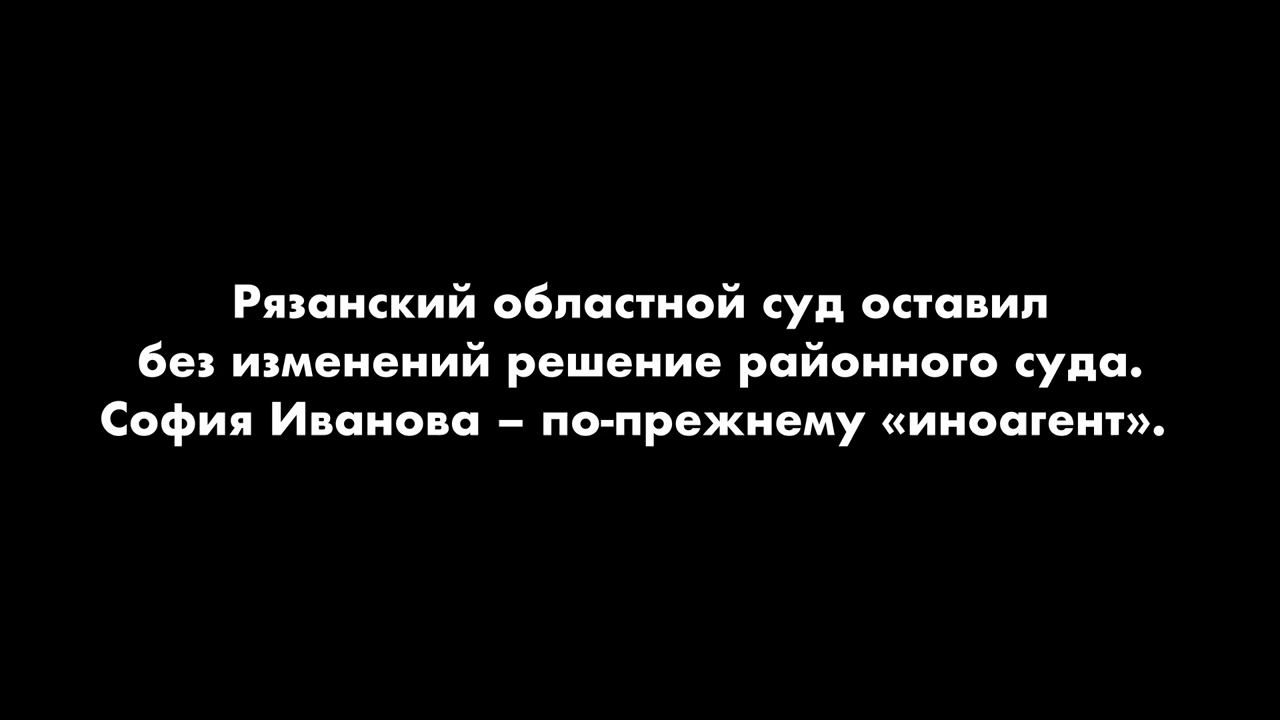 Рязанский областной суд оставил
без изменений решение районного суда.
София Иванова – по-прежнему «иноагент».